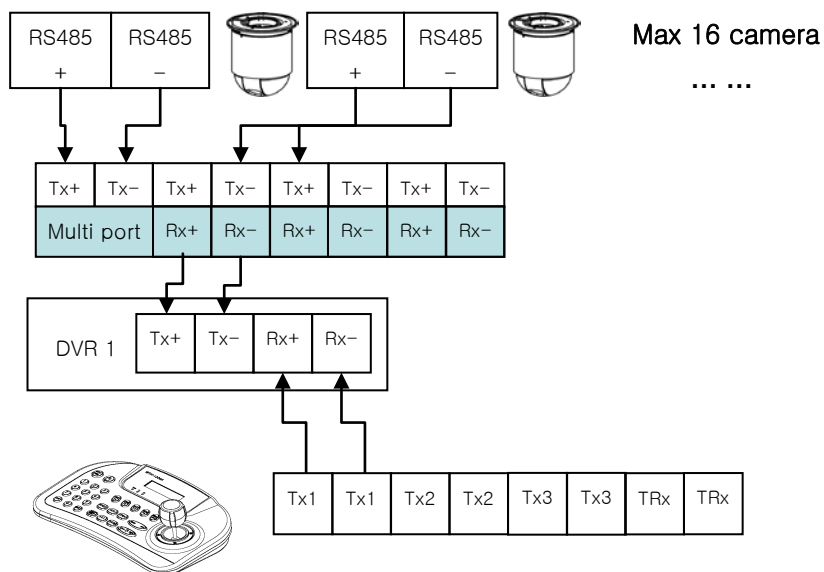 RS485 RS485 RS485 RS485 Max 16 camera
+ − + − ... ...
Tx+ Tx− Tx+ Tx− Tx+ Tx− Tx+ Tx−
Multi port Rx+ Rx− Rx+ Rx− Rx+ Rx−
DVR 1 Tx+ Tx− Rx+ Rx−
Tx1 Tx1 Tx2 Tx2 Tx3 Tx3 TRx TRx